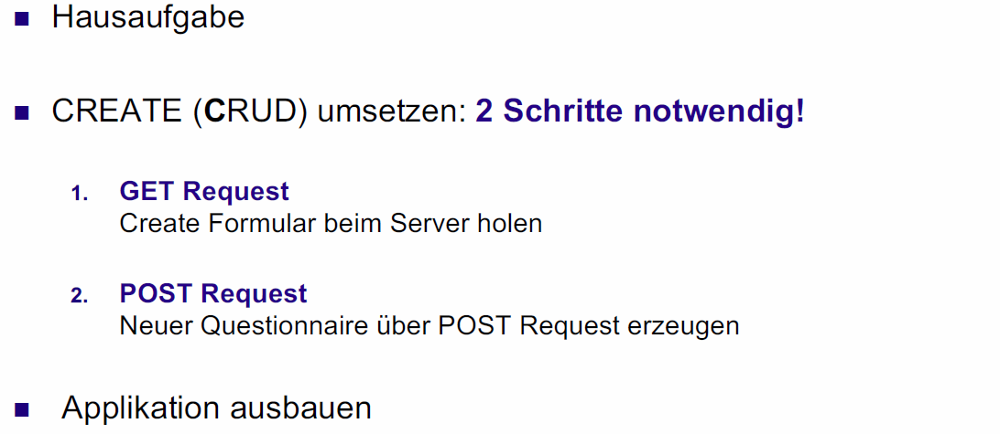 Hausaufgabe
CREATE (CRUD) umsetzen: 2 Schritte notwendig!
1. GET Request
Create Formular beim Server holen
2. POST Request
Neuer Questionnaire über POST Request erzeugen
Applikation ausbauen